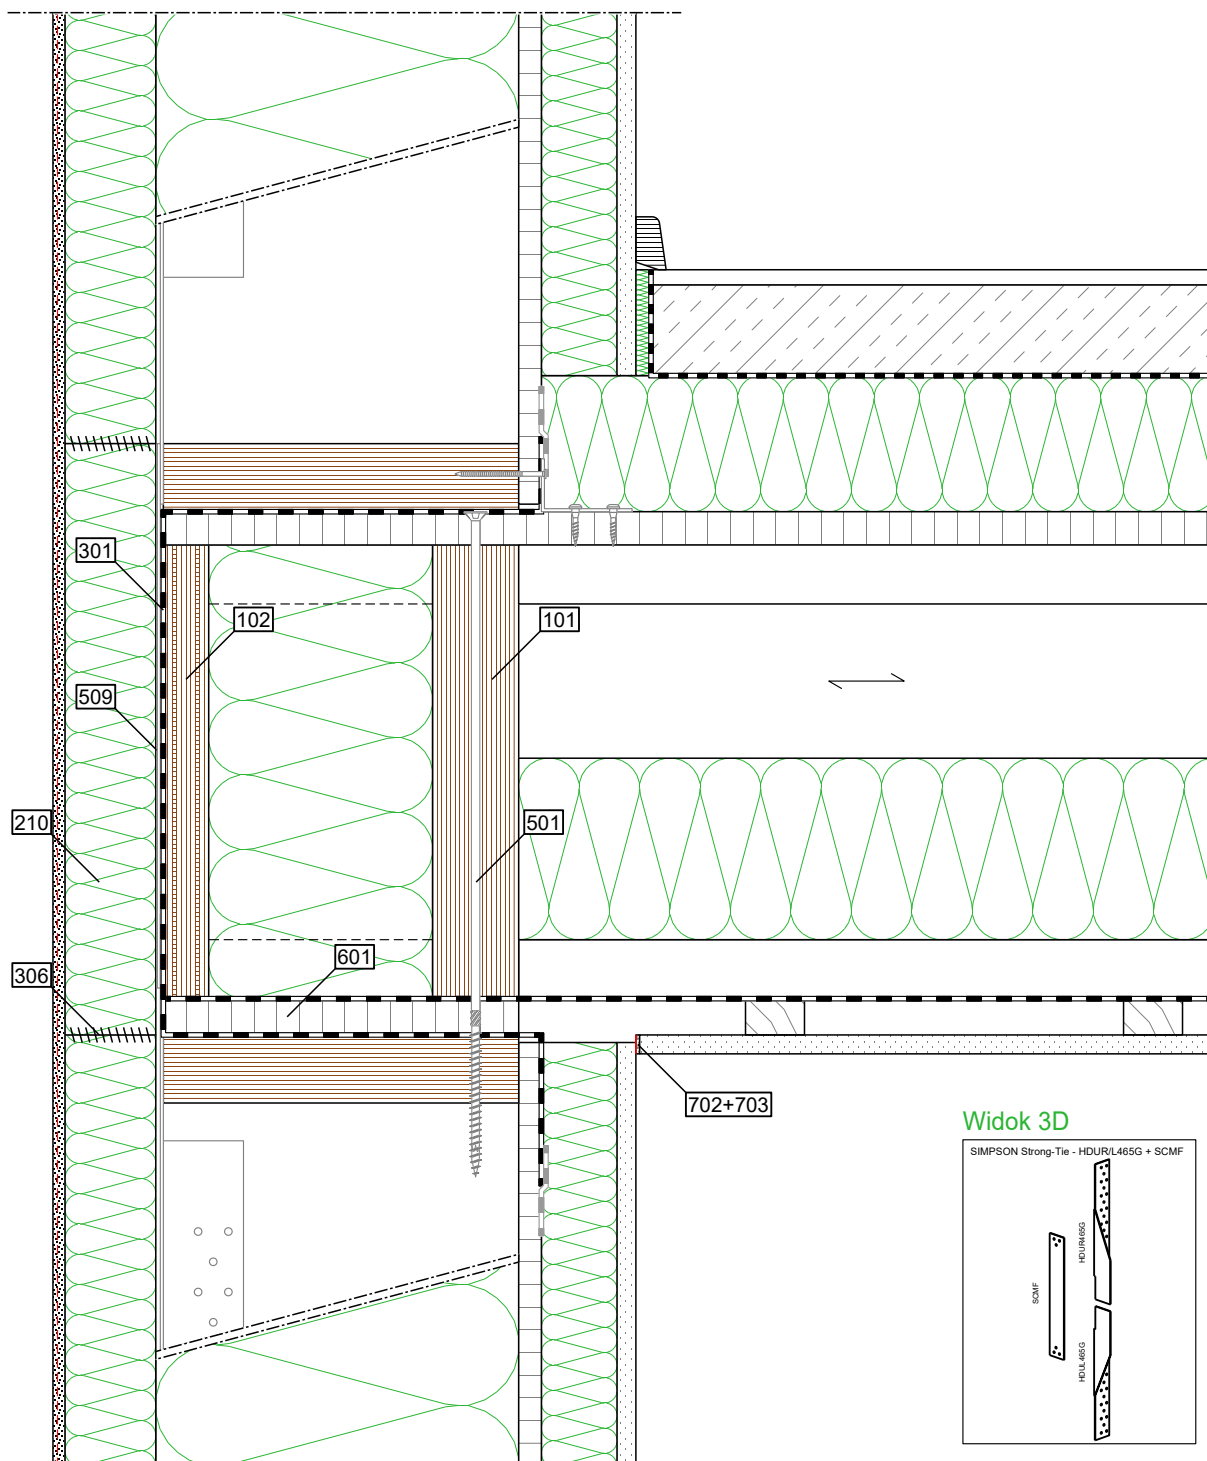 301
102
101
509
210
501
601
306
702+703
Widok 3D
SIMPSON Strong-Tie - HDUR/L465G + SCMF
HDUR465G
SCMF
HDUL465G